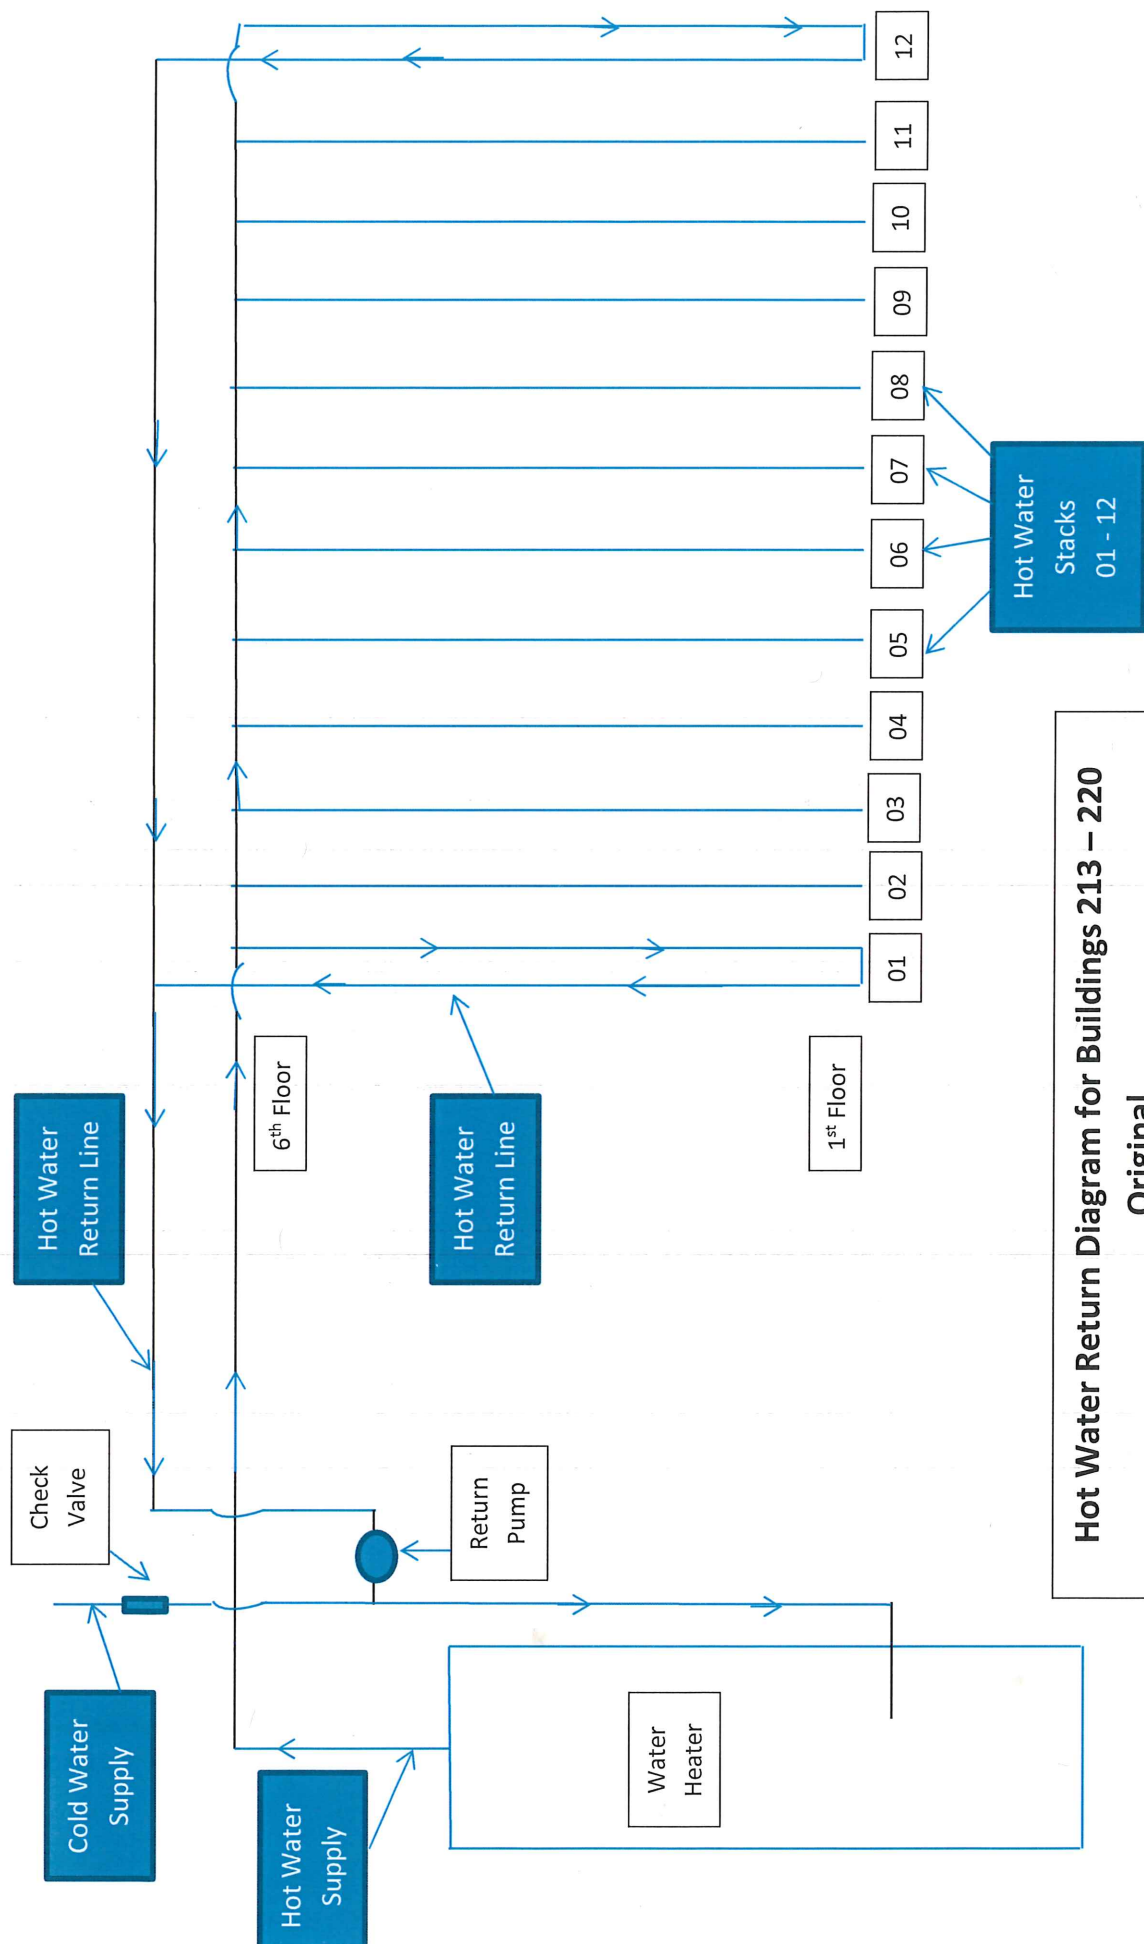 Cold Water
Supply
Check
Valve
Hot Water
Return Line
Hot Water
Supply
Return
Pump
Hot Water
Return Line
6th Floor
1st Floor
Water
Heater
01
02
03
04
05
06
07
08
09
10
11
12
Hot Water
Stacks
01 - 12
Hot Water Return Diagram for Buildings 213 – 220
Original